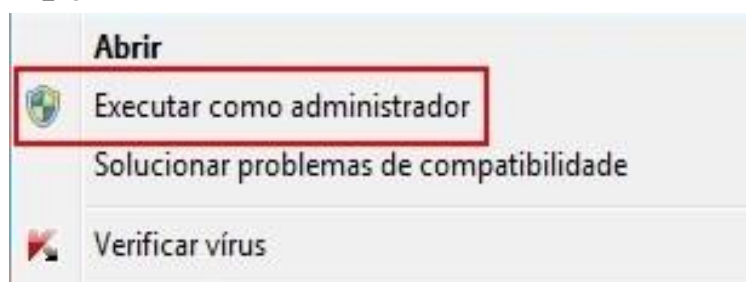 Abrir
Executar como administrador
Solucionar problemas de compatibilidade
Verificar vírus